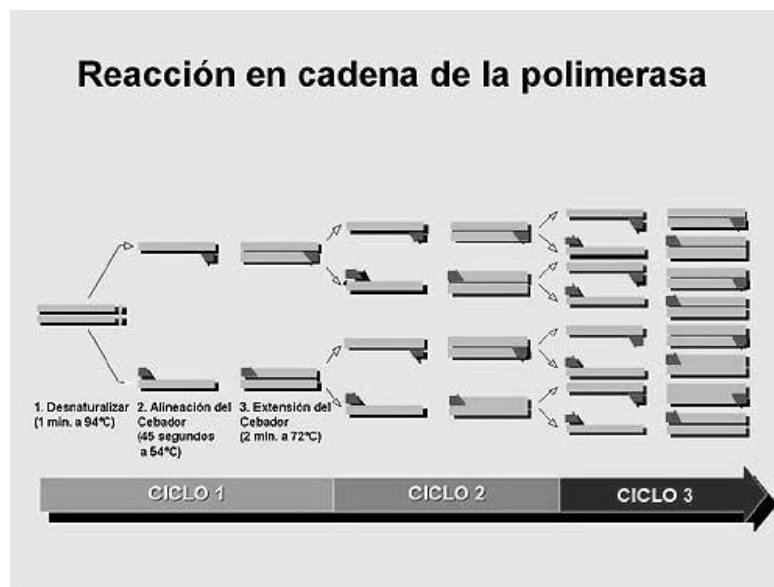 Reacción en cadena de la polimerasa
1. Desnaturalizar
(1 min. a 94ºC)
2. Alineación del
Cebador
(45 segundos
a 54ºC)
3. Extensión del
Cebador
(2 min. a 72ºC)
CICLO 1
CICLO 2
CICLO 3